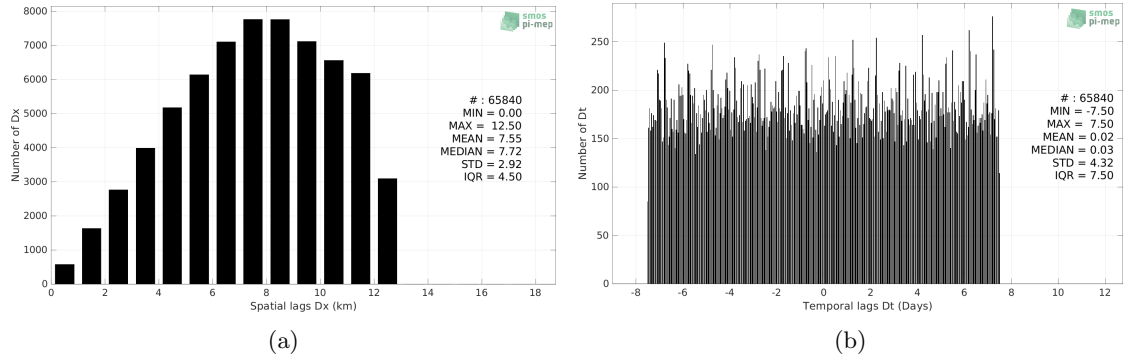 8000
7000
6000
5000
4000
3000
2000
1000
0
Number of Dx
0 2 4 6 8 10 12 14 16 18
Spatial lags Dx (km)
smos
pi-mep
# : 65840
MIN = 0.00
MAX = 12.50
MEAN = 7.55
MEDIAN = 7.72
STD = 2.92
IQR = 4.50
(a)
250
200
150
100
50
0
Number of Dt
-8 -6 -4 -2 0 2 4 6 8 10 12
Temporal lags Dt (Days)
smos
pi-mep
# : 65840
MIN = -7.50
MAX = 7.50
MEAN = 0.02
MEDIAN = 0.03
STD = 4.32
IQR = 7.50
(b)